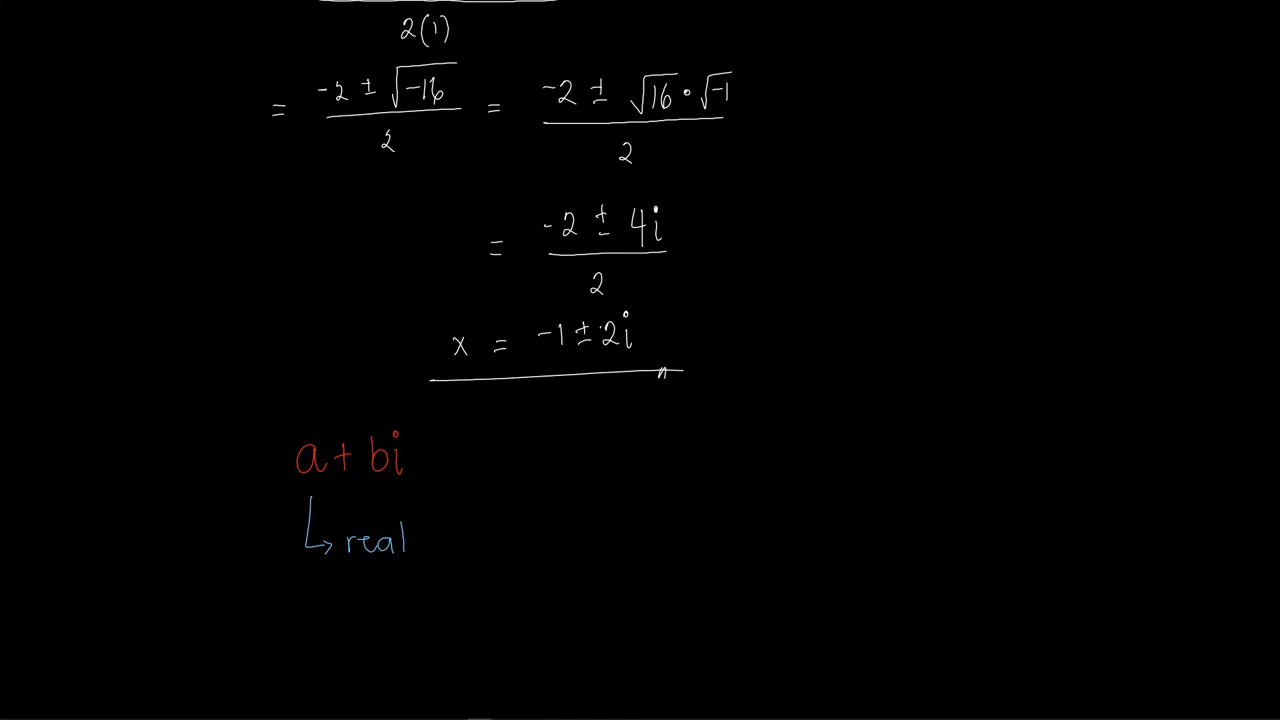 2(1)
= (-2 ± √-16)/2 = (-2 ± √16 · √-1)/2
= (-2 ± 4i)/2
x = -1 ± 2i
a + bi
↳ real